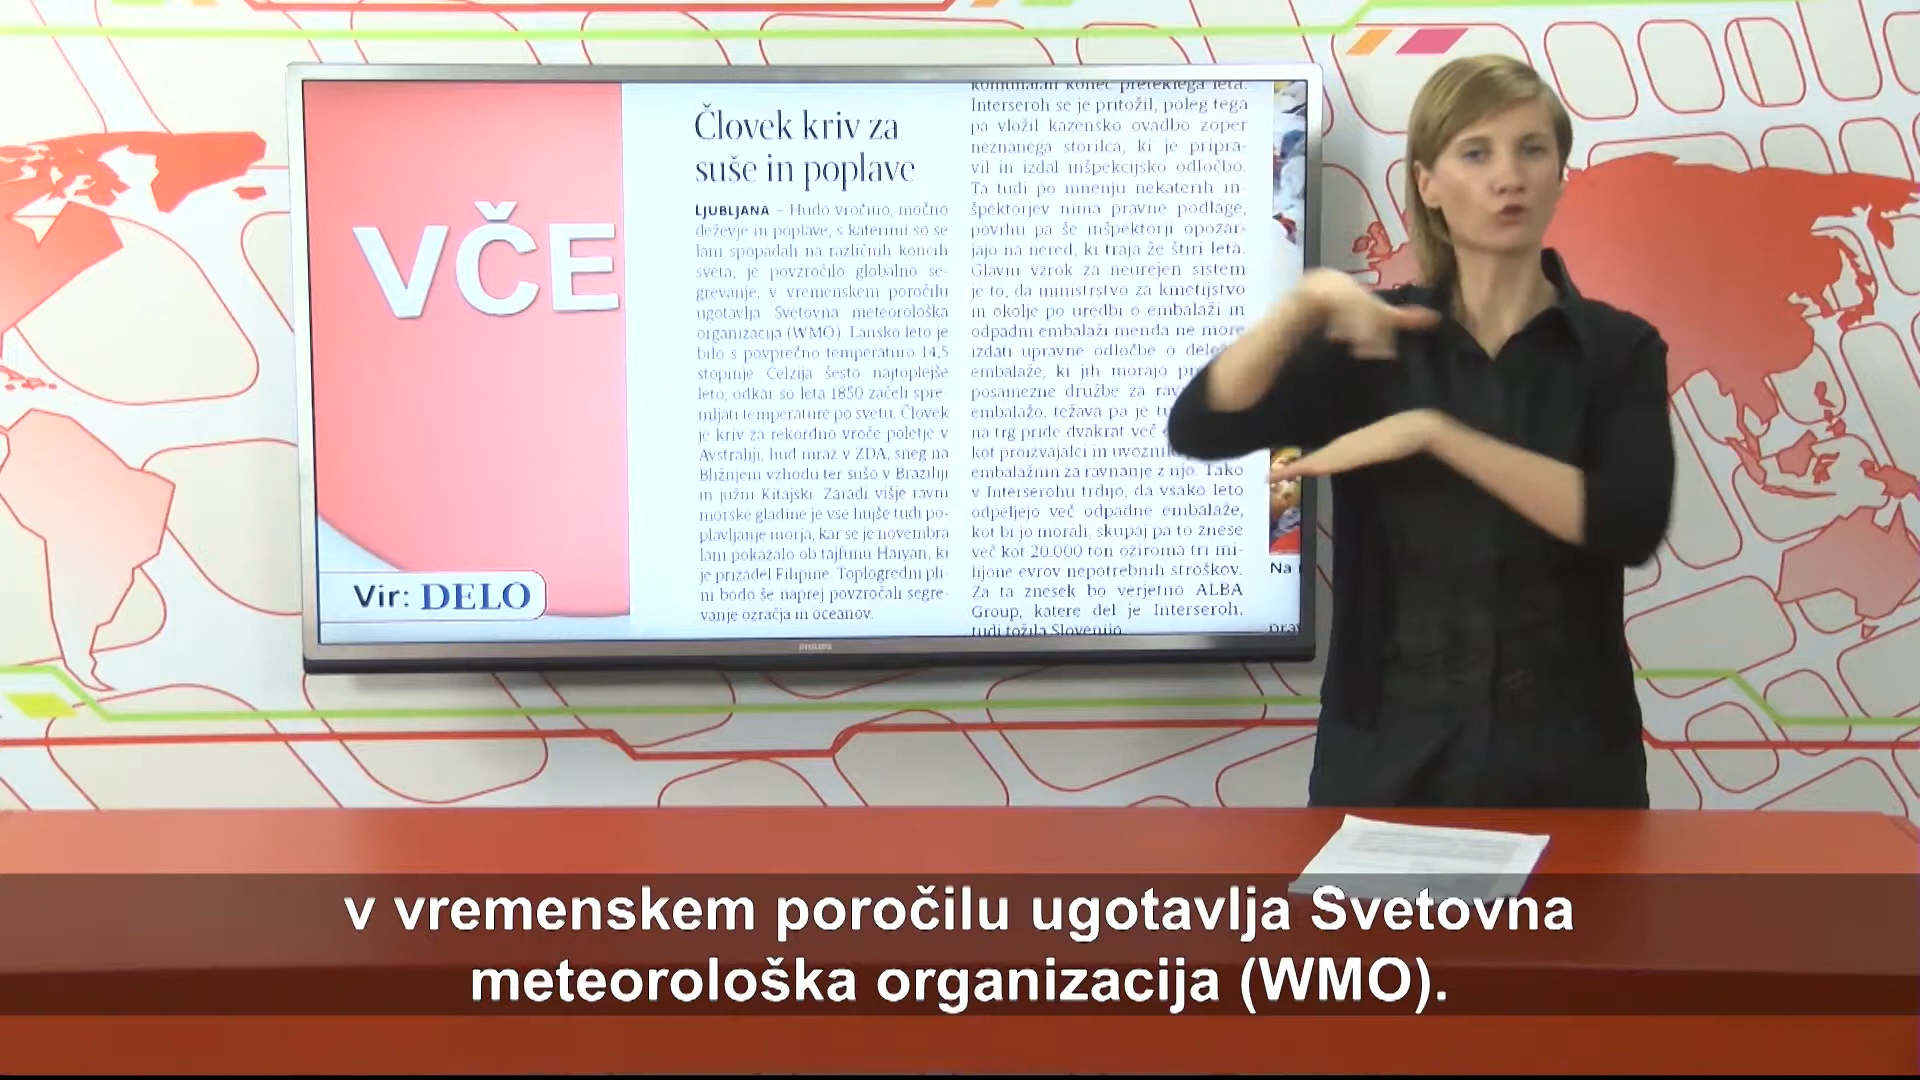 VČE
Vir: DELO
Človek kriv za
suše in poplave
LJUBLJANA – Hudo vročino, močno
deževje in poplave, s katerimi so se
lani spopadali na različnih koncih
sveta, je povzročilo globalno se-
grevanje, v vremenskem poročilu
ugotavlja Svetovna meteorološka
organizacija (WMO). Lansko leto je
bilo s povprečno temperaturo 14,5
stopinje Celzija šesto najtoplejše
leto, odkar so leta 1850 začeli spre-
mljati temperature po svetu. Človek
je kriv za rekordno vroče poletje v
Avstraliji, hud mraz v ZDA, sneg na
Bližnjem vzhodu ter sušo v Braziliji
in južni Kitajski. Zaradi višje ravni
morske gladine je vse hujše tudi po-
plavljanje morja, kar se je novembra
lani pokazalo ob tajfunu Haiyan, ki
je prizadel Filipine. Toplogredni pli-
ni bodo še naprej povzročali segre-
vanje ozračja in oceanov.
komunalah konec preteklega leta.
Interseroh se je pritožil, poleg tega
pa vložil kazensko ovadbo zoper
neznanega storilca, ki je pripra-
vil in izdal inšpekcijsko odločbo.
Ta tudi po mnenju nekaterih in-
špektorjev nima pravne podlage,
povrhu pa še inšpektorji opozar-
jajo na nered, ki traja že štiri leta.
Glavni vzrok za neurejen sistem
je to, da ministrstvo za kmetijstvo
in okolje po uredbi o embalaži in
odpadni embalaži menda ne more
izdati upravne odločbe o
embalaže, ki jih morajo
posamezne družbe za
embalažo, težava pa je
na trg pride dvakrat več
kot proizvajalci in
embalažnin za ravnanje z njo. Tako
v Interserohu trdijo, da vsako leto
odpeljejo več odpadne embalaže,
kot bi jo morali, skupaj pa to znese
več kot 20.000 ton oziroma tri mi-
lijone evrov nepotrebnih stroškov.
Za ta znesek bo verjetno ALBA
Group, katere del je Interseroh,
tudi tožila Slovenijo.
Na
PHILIPS
v vremenskem poročilu ugotavlja Svetovna
meteorološka organizacija (WMO).